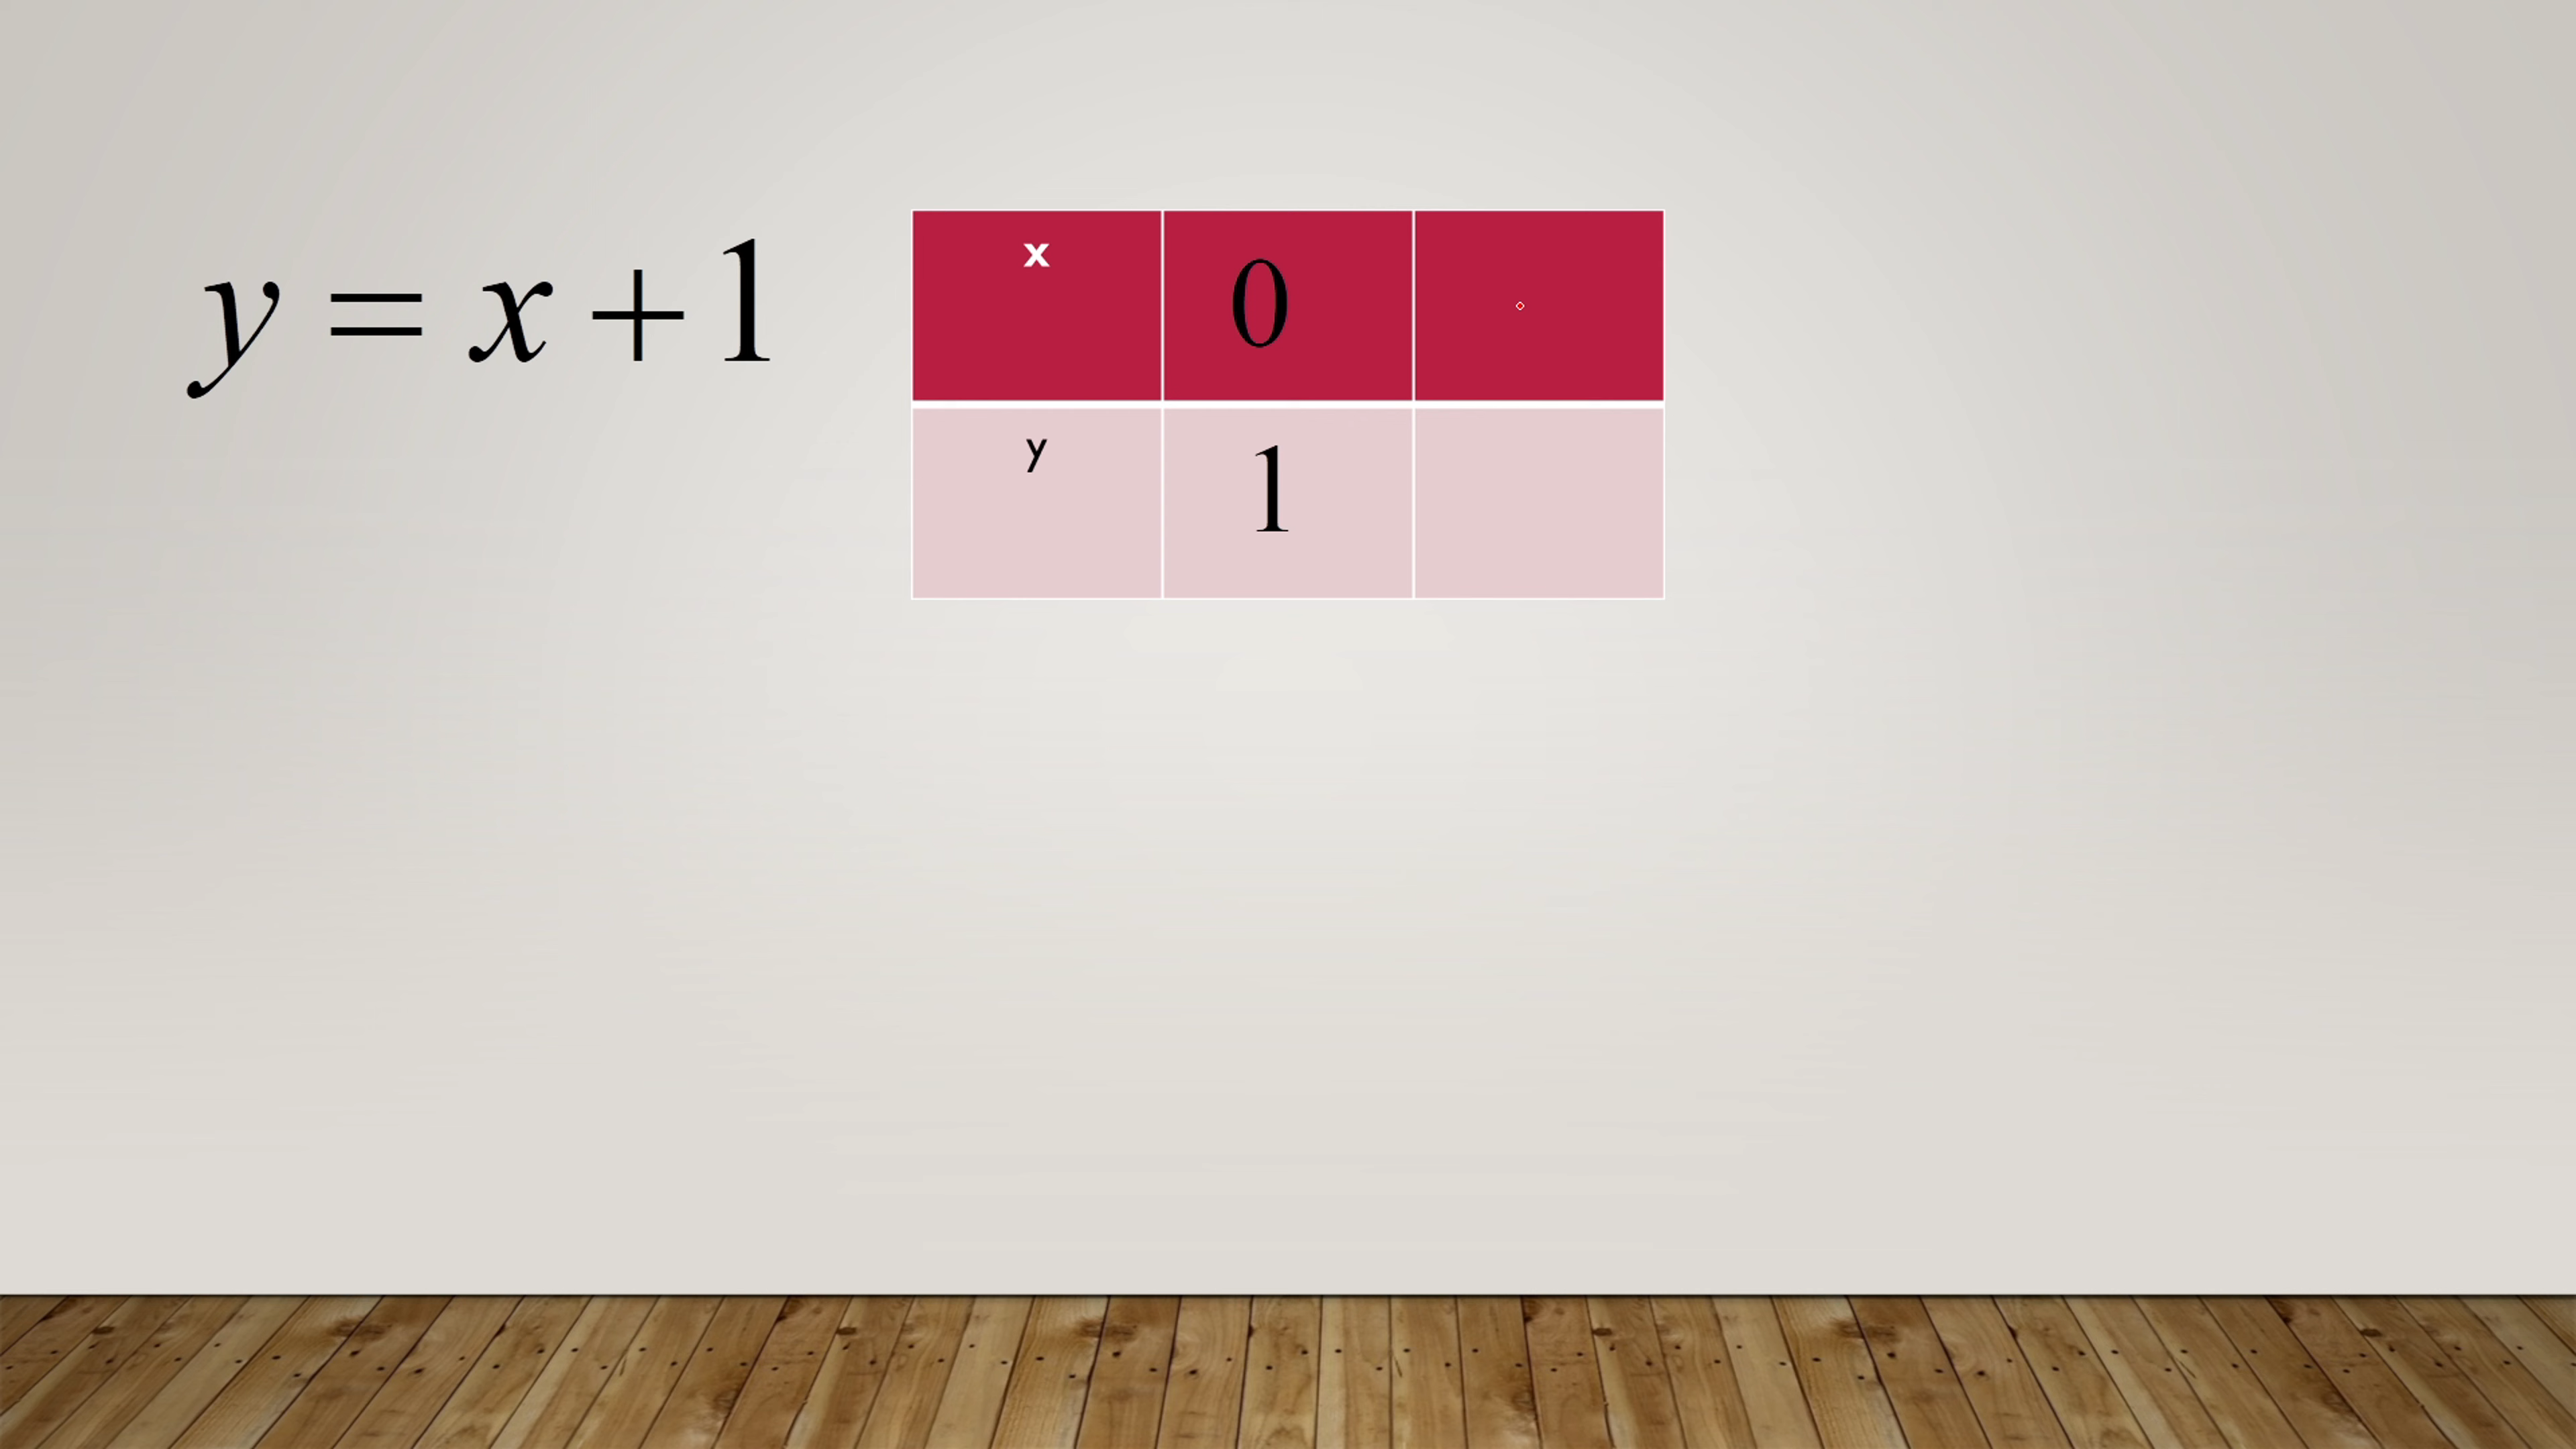 y = x + 1
x 0
y 1